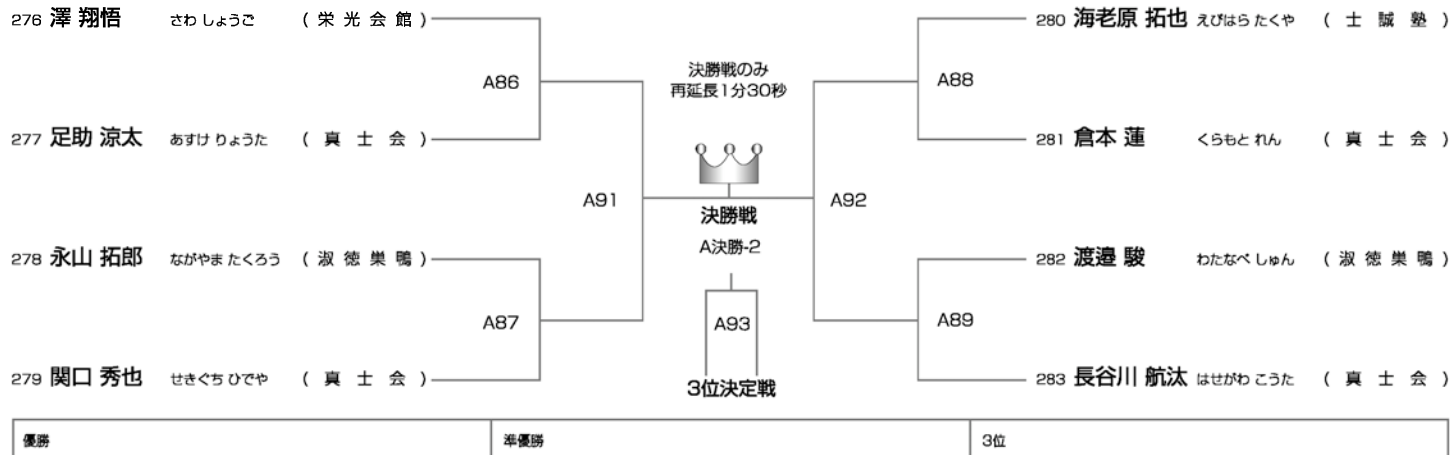 276 澤 翔悟 さわ しょうご （栄光会館）
A86
277 足助 涼太 あすけ りょうた （真士会）
A91
278 永山 拓郎 ながやま たくろう （淑徳巣鴨）
A87
279 関口 秀也 せきぐち ひでや （真士会）
決勝戦のみ
再延長1分30秒
決勝戦
A決勝-2
A93
3位決定戦
280 海老原 拓也 えびはら たくや （士誠塾）
A88
281 倉本 蓮 くらもと れん （真士会）
A92
282 渡邉 駿 わたなべ しゅん （淑徳巣鴨）
A89
283 長谷川 航汰 はせがわ こうた （真士会）
優勝
準優勝
3位